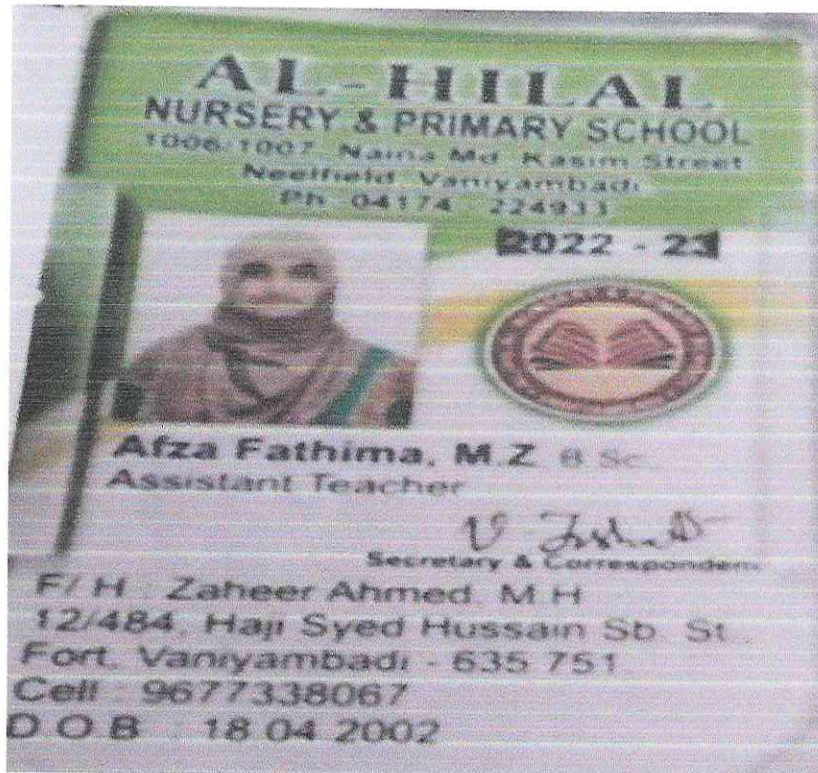 AL-HILAL
NURSERY & PRIMARY SCHOOL
1006/1007, Naina Md. Kasim Street
Neelfield, Vaniyambadi
Ph 04174 224933
2022 - 23
Afza Fathima, M.Z B.Sc.
Assistant Teacher
Secretary & Correspondent
F/ H : Zaheer Ahmed. M.H
12/484, Haji Syed Hussain Sb. St.,
Fort, Vaniyambadi - 635 751.
Cell : 9677338067
D.O.B : 18.04.2002